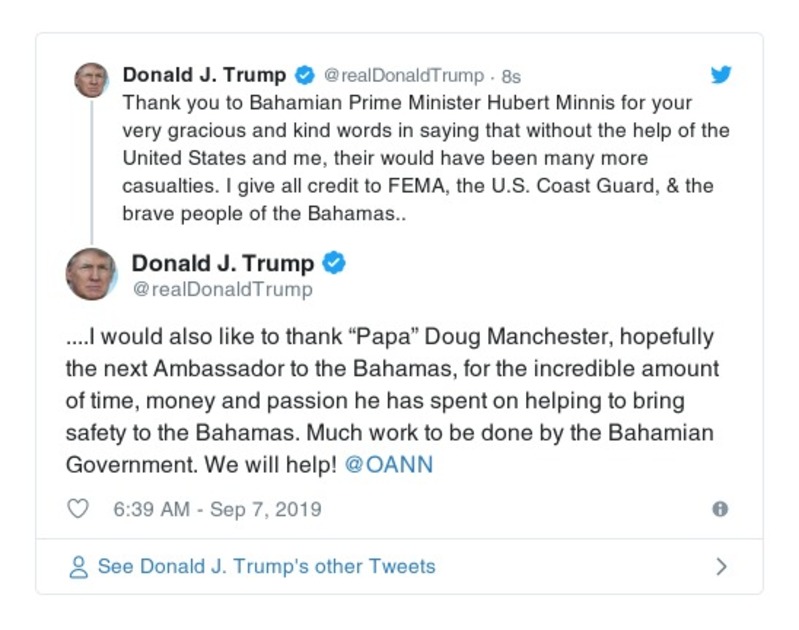 Donald J. Trump @realDonaldTrump · 8s
Thank you to Bahamian Prime Minister Hubert Minnis for your
very gracious and kind words in saying that without the help of the
United States and me, their would have been many more
casualties. I give all credit to FEMA, the U.S. Coast Guard, & the
brave people of the Bahamas..
Donald J. Trump
@realDonaldTrump
....I would also like to thank “Papa” Doug Manchester, hopefully
the next Ambassador to the Bahamas, for the incredible amount
of time, money and passion he has spent on helping to bring
safety to the Bahamas. Much work to be done by the Bahamian
Government. We will help! @OANN
6:39 AM - Sep 7, 2019
See Donald J. Trump's other Tweets